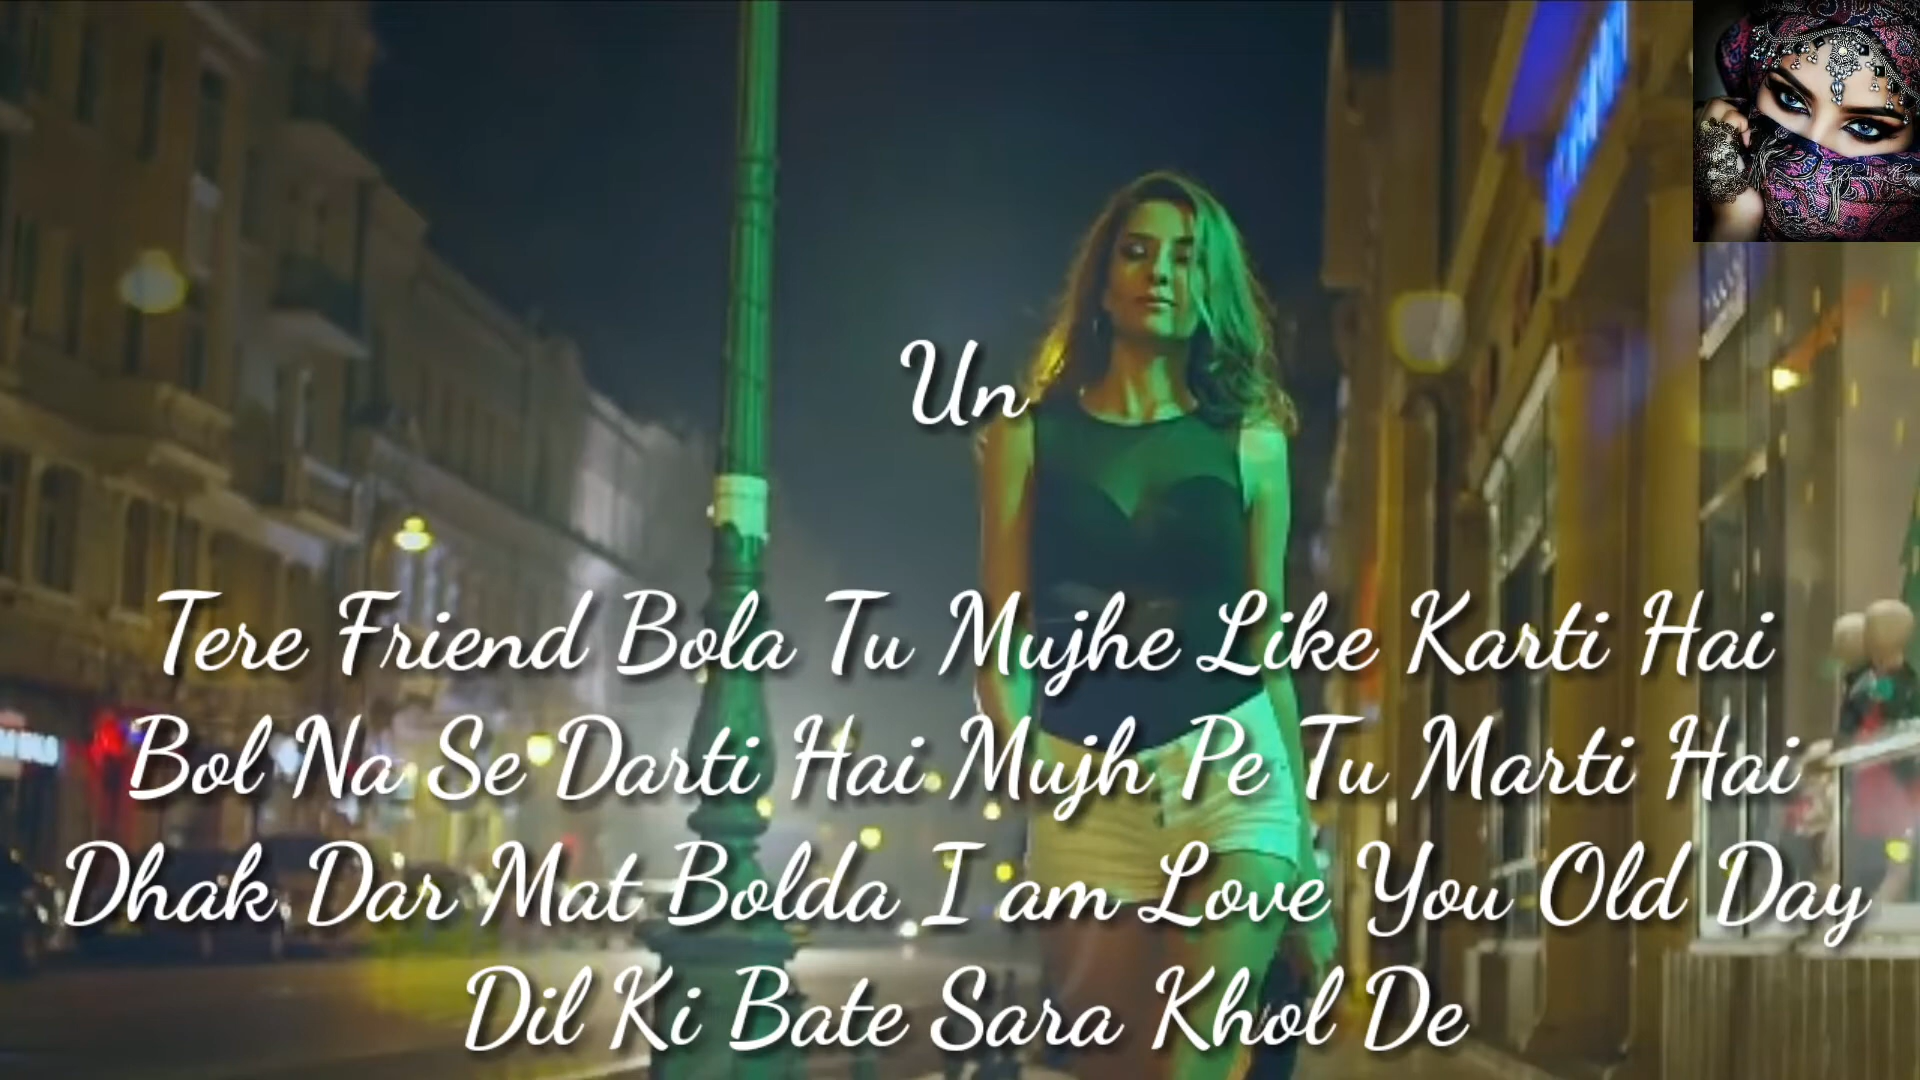 Un
Tere Friend Bola Tu Mujhe Like Karti Hai
Bol Na Se Darti Hai Mujh Pe Tu Marti Hai
Dhak Dar Mat Bolda I am Love You Old Day
Dil Ki Bate Sara Khol De